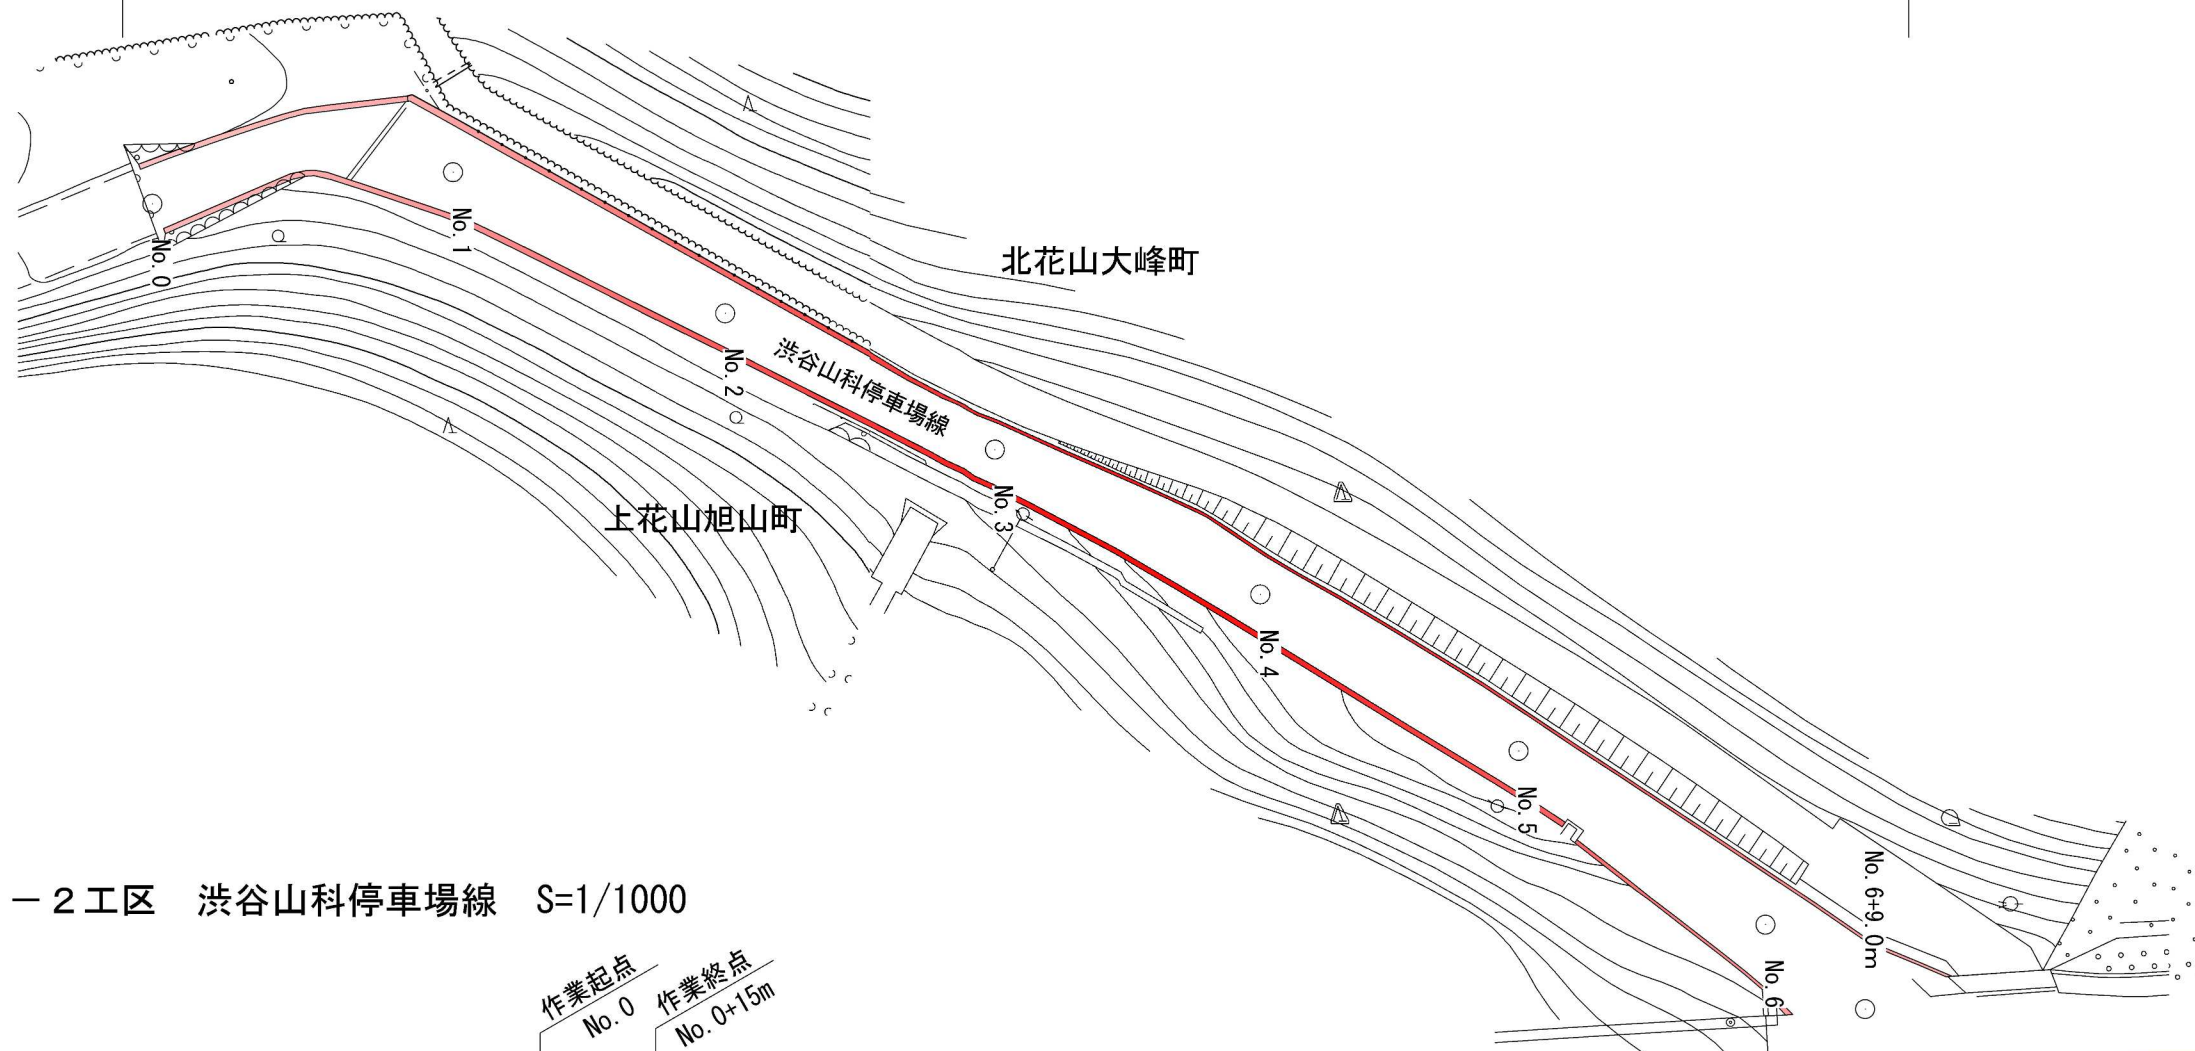 北花山大峰町
No. 0
No. 1
No. 2
渋谷山科停車場線
上花山旭山町
No. 3
No. 4
No. 5
No. 6+9. 0m
No. 6
－２工区　渋谷山科停車場線　S=1/1000
作業起点
No. 0
作業終点
No. 0+15m